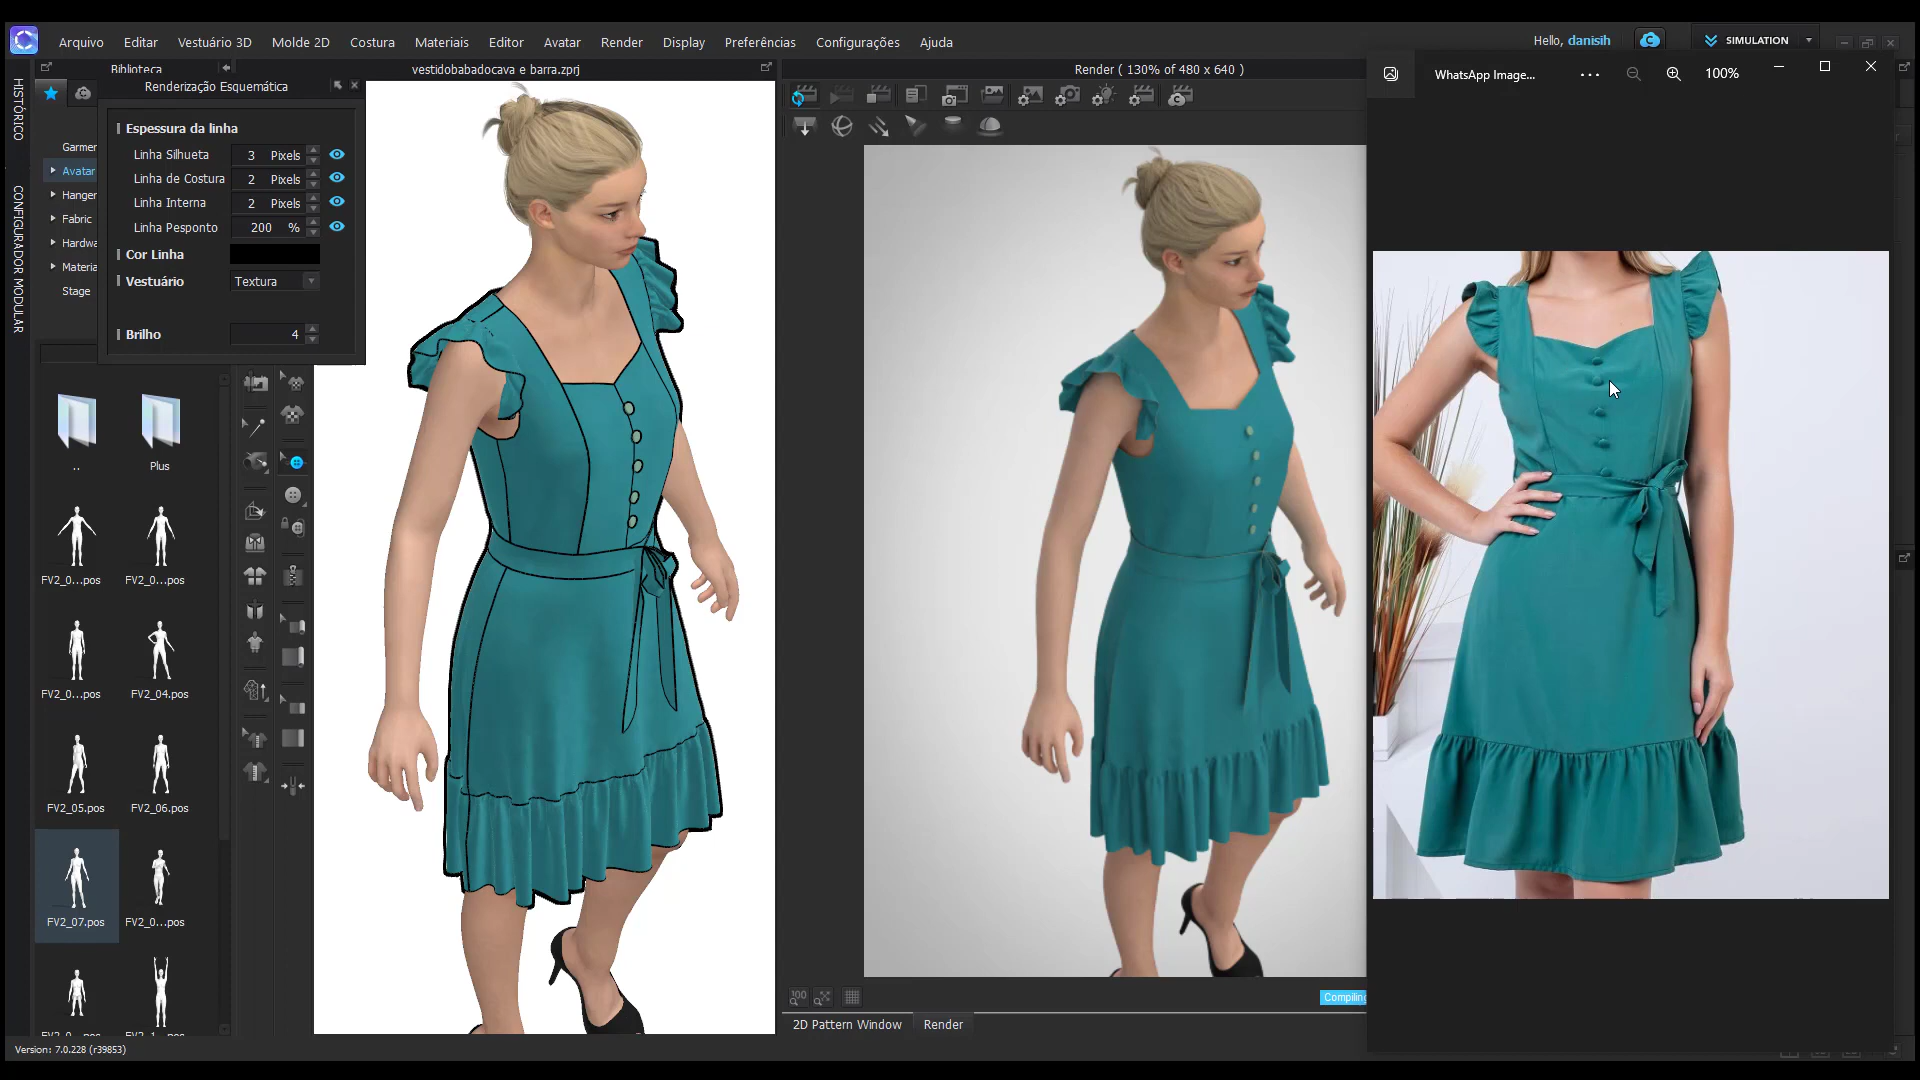 Arquivo Editar Vestuário 3D Molde 2D Costura Materiais Editor Avatar Render Display Preferências Configurações Ajuda
Hello, danisih
SIMULATION
HISTÓRICO
CONFIGURADOR MODULAR
Biblioteca
vestidobabadocava e barra.zprj
Render ( 130% of 480 x 640 )
WhatsApp Image...
100%
Renderização Esquemática
Espessura da linha
Linha Silhueta 3 Pixels
Linha de Costura 2 Pixels
Linha Interna 2 Pixels
Linha Pesponto 200 %
Cor Linha
Vestuário Textura
Brilho 4
Garmer
Avatar
Hanger
Fabric
Hardwa
Materia
Stage
.. Plus
FV2_0...pos FV2_0...pos
FV2_0...pos FV2_04.pos
FV2_05.pos FV2_06.pos
FV2_07.pos FV2_0...pos
100
Compiling
2D Pattern Window Render
Version: 7.0.228 (r39853)